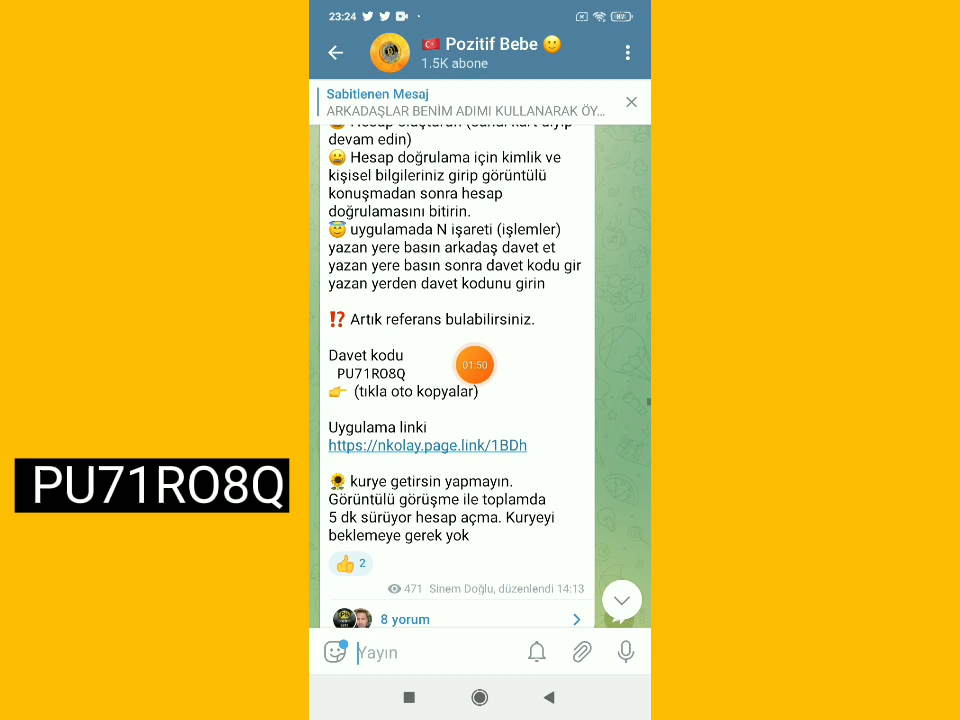 23:24
82
🇹🇷 Pozitif Bebe 🙂
1.5K abone
Sabitlenen Mesaj
ARKADAŞLAR BENİM ADIMI KULLANARAK ÖY...
devam edin)
😀 Hesap doğrulama için kimlik ve
kişisel bilgileriniz girip görüntülü
konuşmadan sonra hesap
doğrulamasını bitirin.
😇 uygulamada N işareti (işlemler)
yazan yere basın arkadaş davet et
yazan yere basın sonra davet kodu gir
yazan yerden davet kodunu girin
⁉️ Artık referans bulabilirsiniz.
Davet kodu
PU71RO8Q
01:50
👉 (tıkla oto kopyalar)
Uygulama linki
https://nkolay.page.link/1BDh
PU71RO8Q
🌻 kurye getirsin yapmayın.
Görüntülü görüşme ile toplamda
5 dk sürüyor hesap açma. Kuryeyi
beklemeye gerek yok
👍 2
471 Sinem Doğlu, düzenlendi 14:13
8 yorum
Yayın